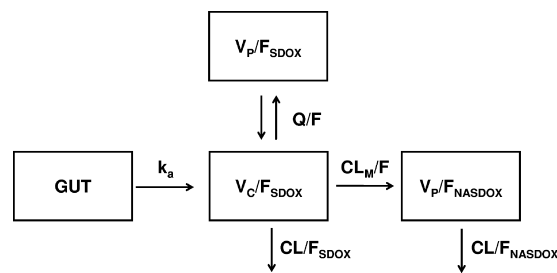 V_P/F_SDOX
Q/F
GUT
k_a
V_C/F_SDOX
CL_M/F
V_P/F_NASDOX
CL/F_SDOX
CL/F_NASDOX